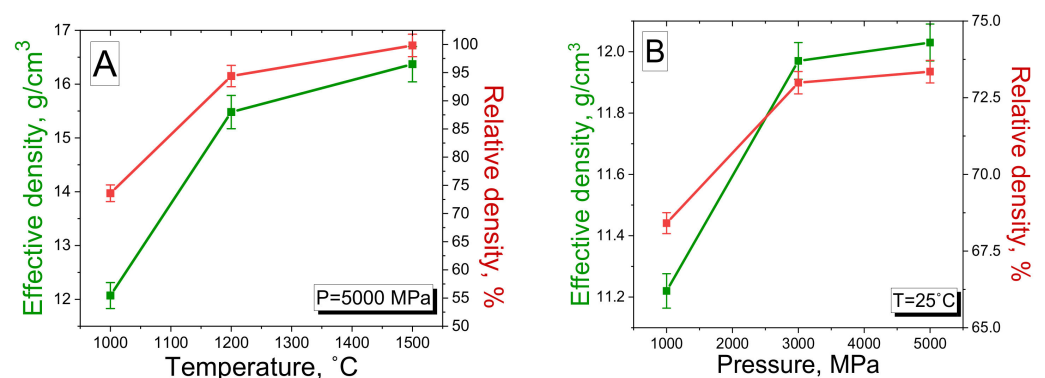 A
Effective density, g/cm³
17
16
15
14
13
12
100
95
90
85
80
75
70
65
60
55
50
Relative density, %
P=5000 MPa
1000 1100 1200 1300 1400 1500
Temperature, ˚C
B
Effective density, g/cm³
12.0
11.8
11.6
11.4
11.2
75.0
72.5
70.0
67.5
65.0
Relative density, %
T=25˚C
1000 2000 3000 4000 5000
Pressure, MPa